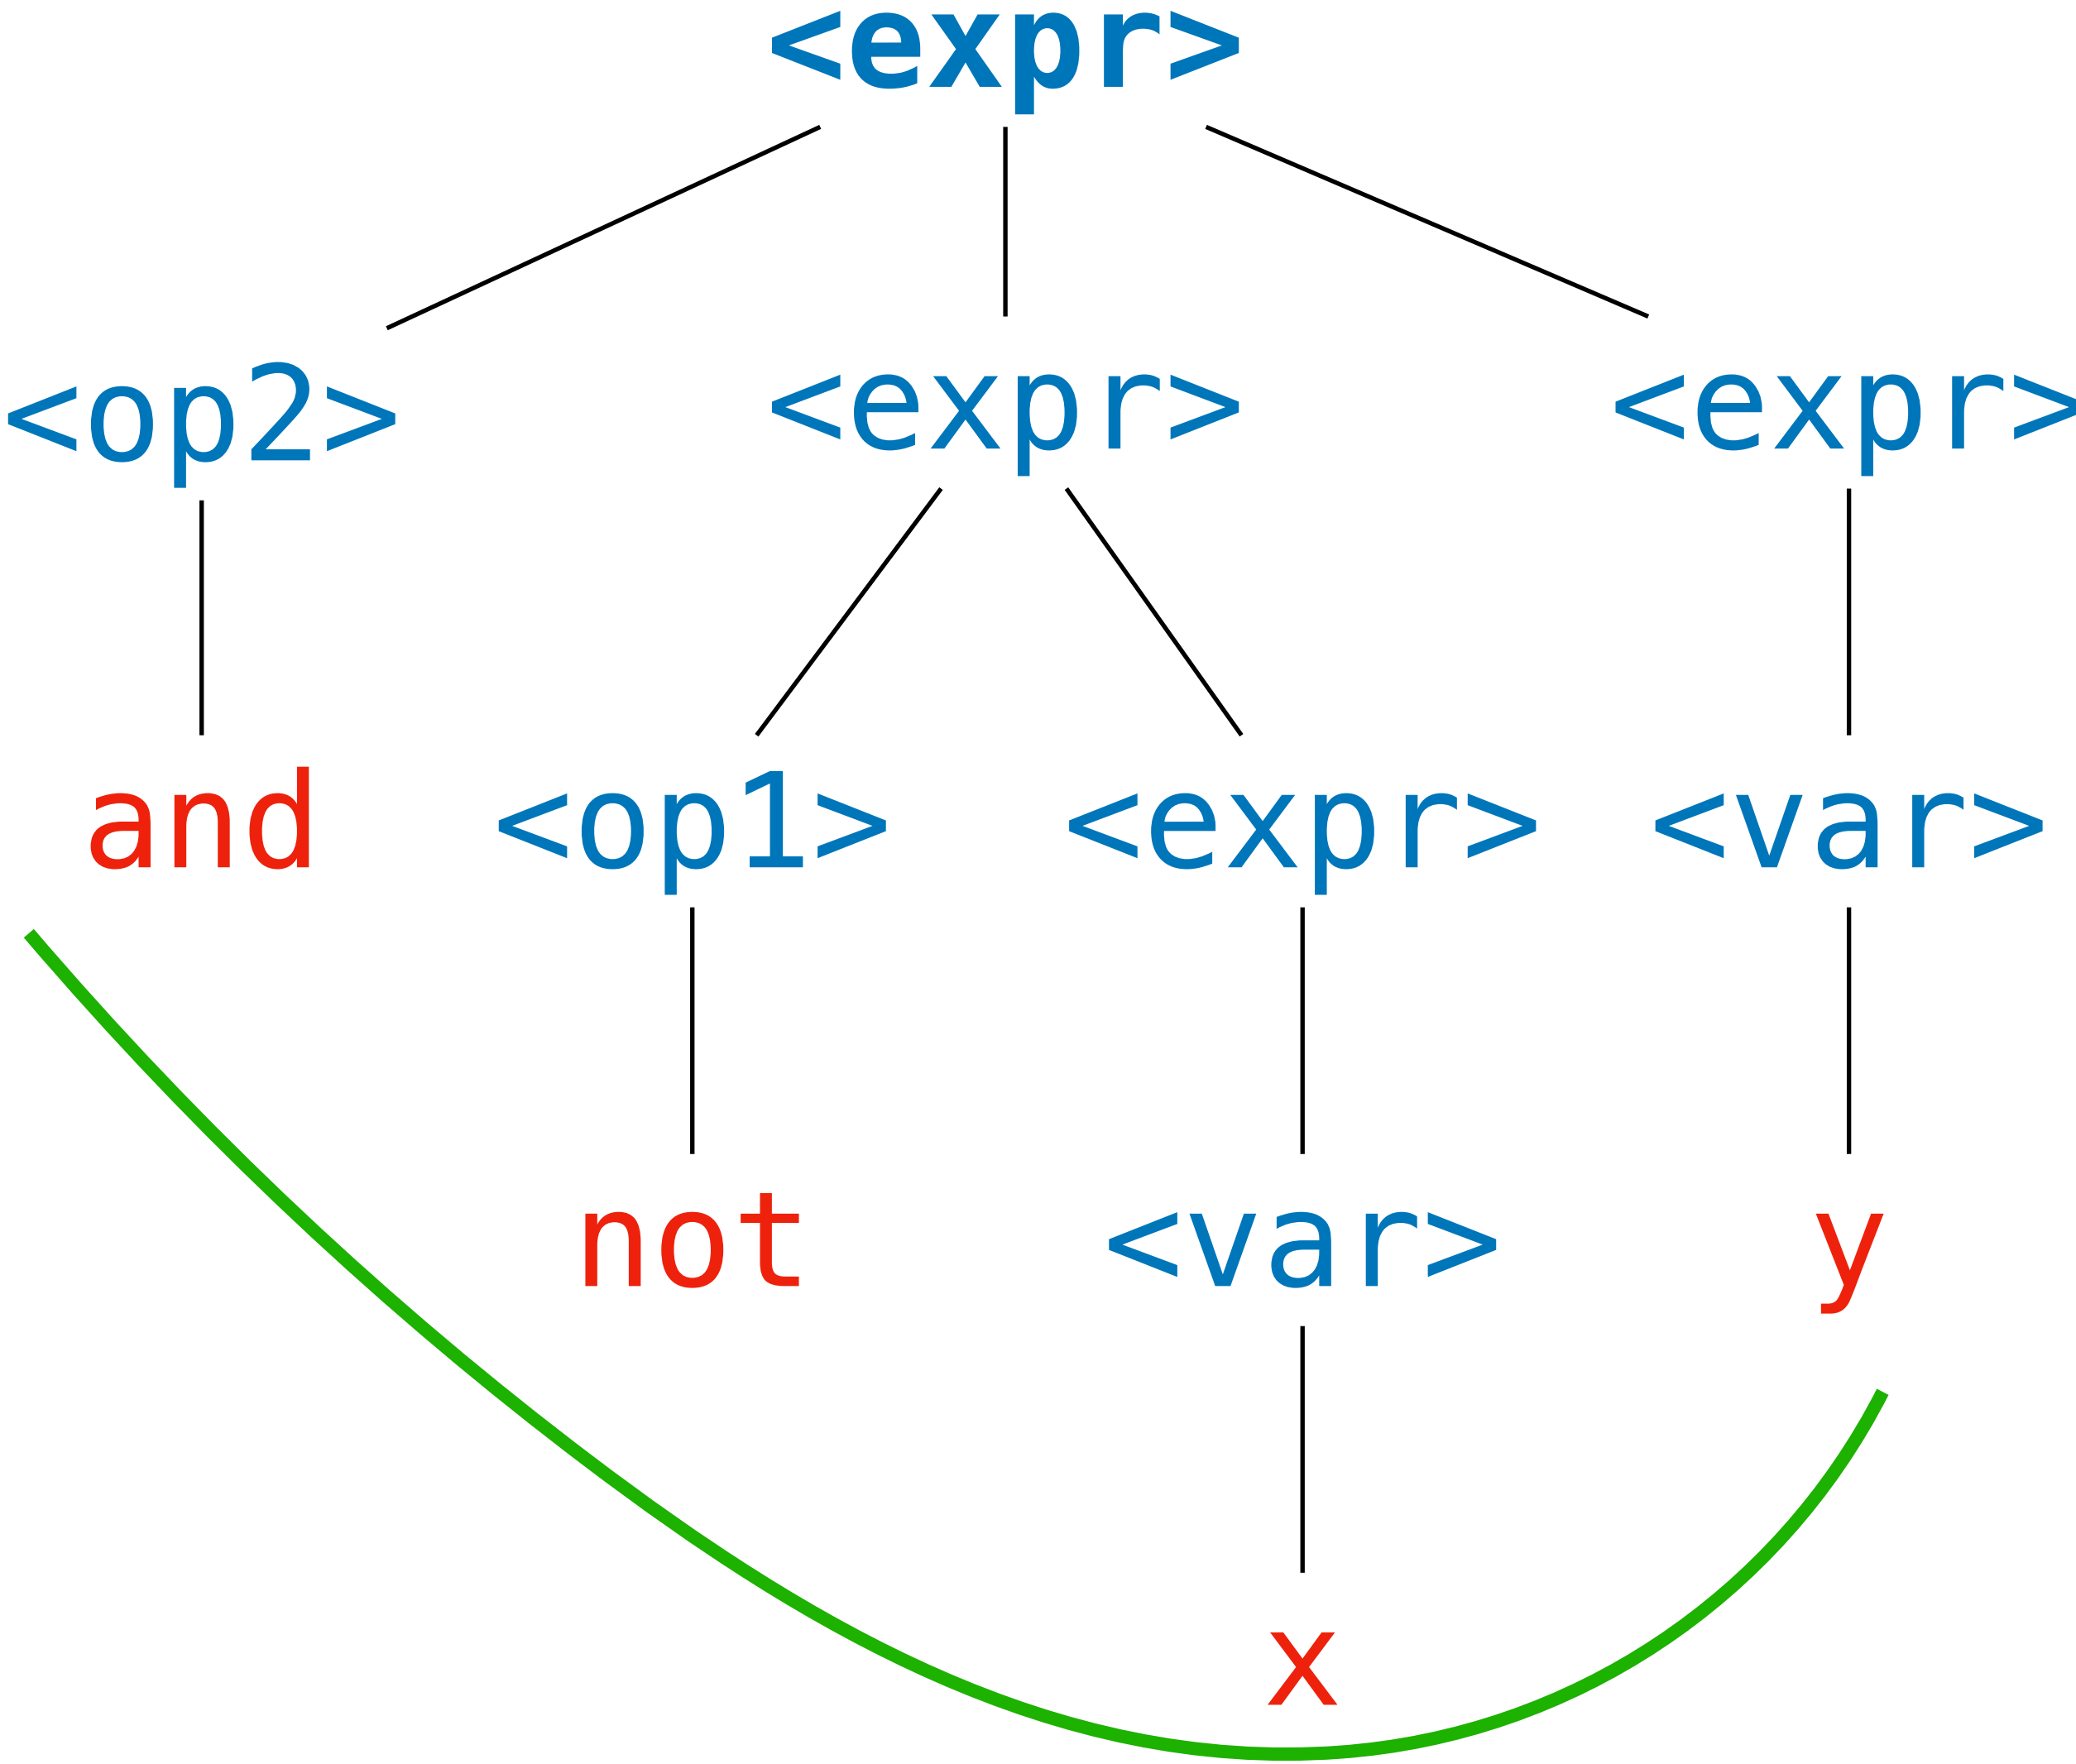 <expr>
<op2> <expr> <expr>
and <op1> <expr> <var>
not <var> y
x